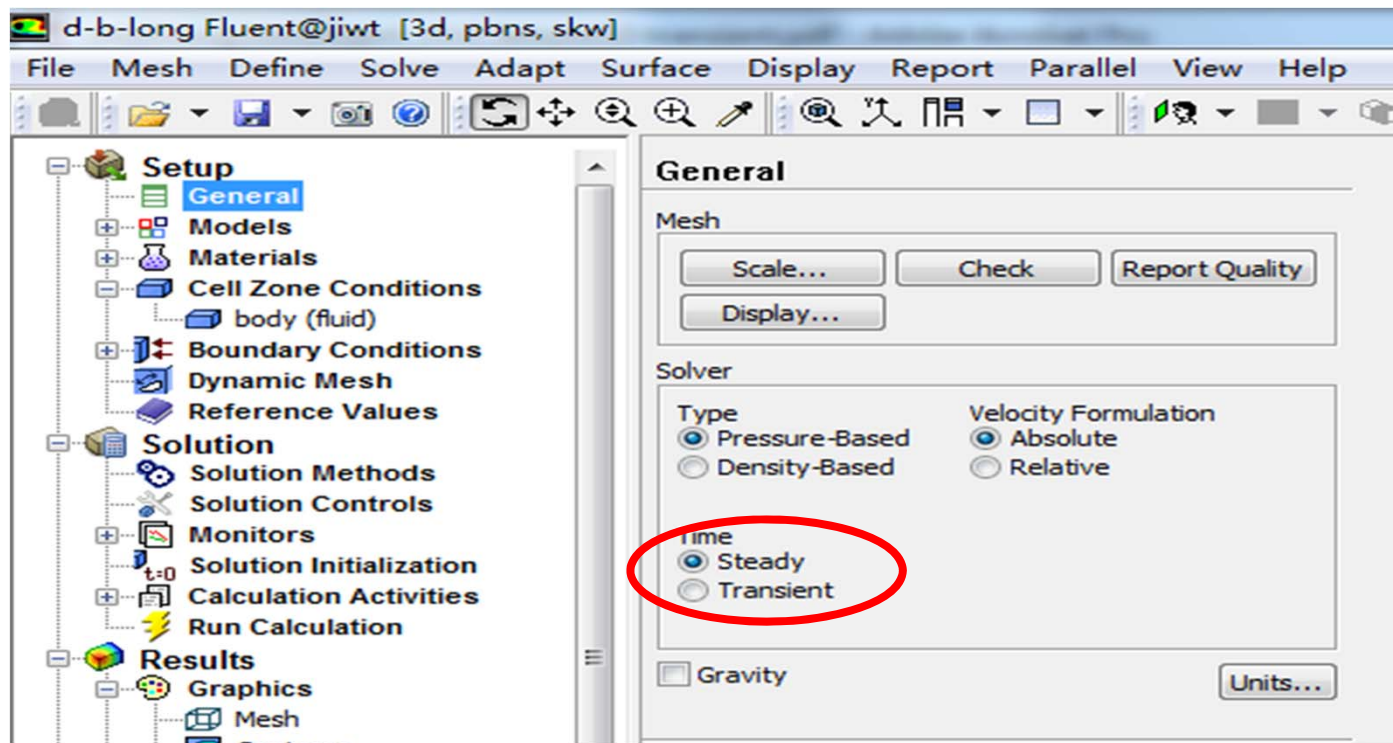 d-b-long Fluent@jiwt [3d, pbns, skw]
File Mesh Define Solve Adapt Surface Display Report Parallel View Help
Setup
General
Models
Materials
Cell Zone Conditions
body (fluid)
Boundary Conditions
Dynamic Mesh
Reference Values
Solution
Solution Methods
Solution Controls
Monitors
t=0 Solution Initialization
Calculation Activities
Run Calculation
Results
Graphics
Mesh
General
Mesh
Scale... Check Report Quality
Display...
Solver
Type Velocity Formulation
Pressure-Based Absolute
Density-Based Relative
Time
Steady
Transient
Gravity Units...